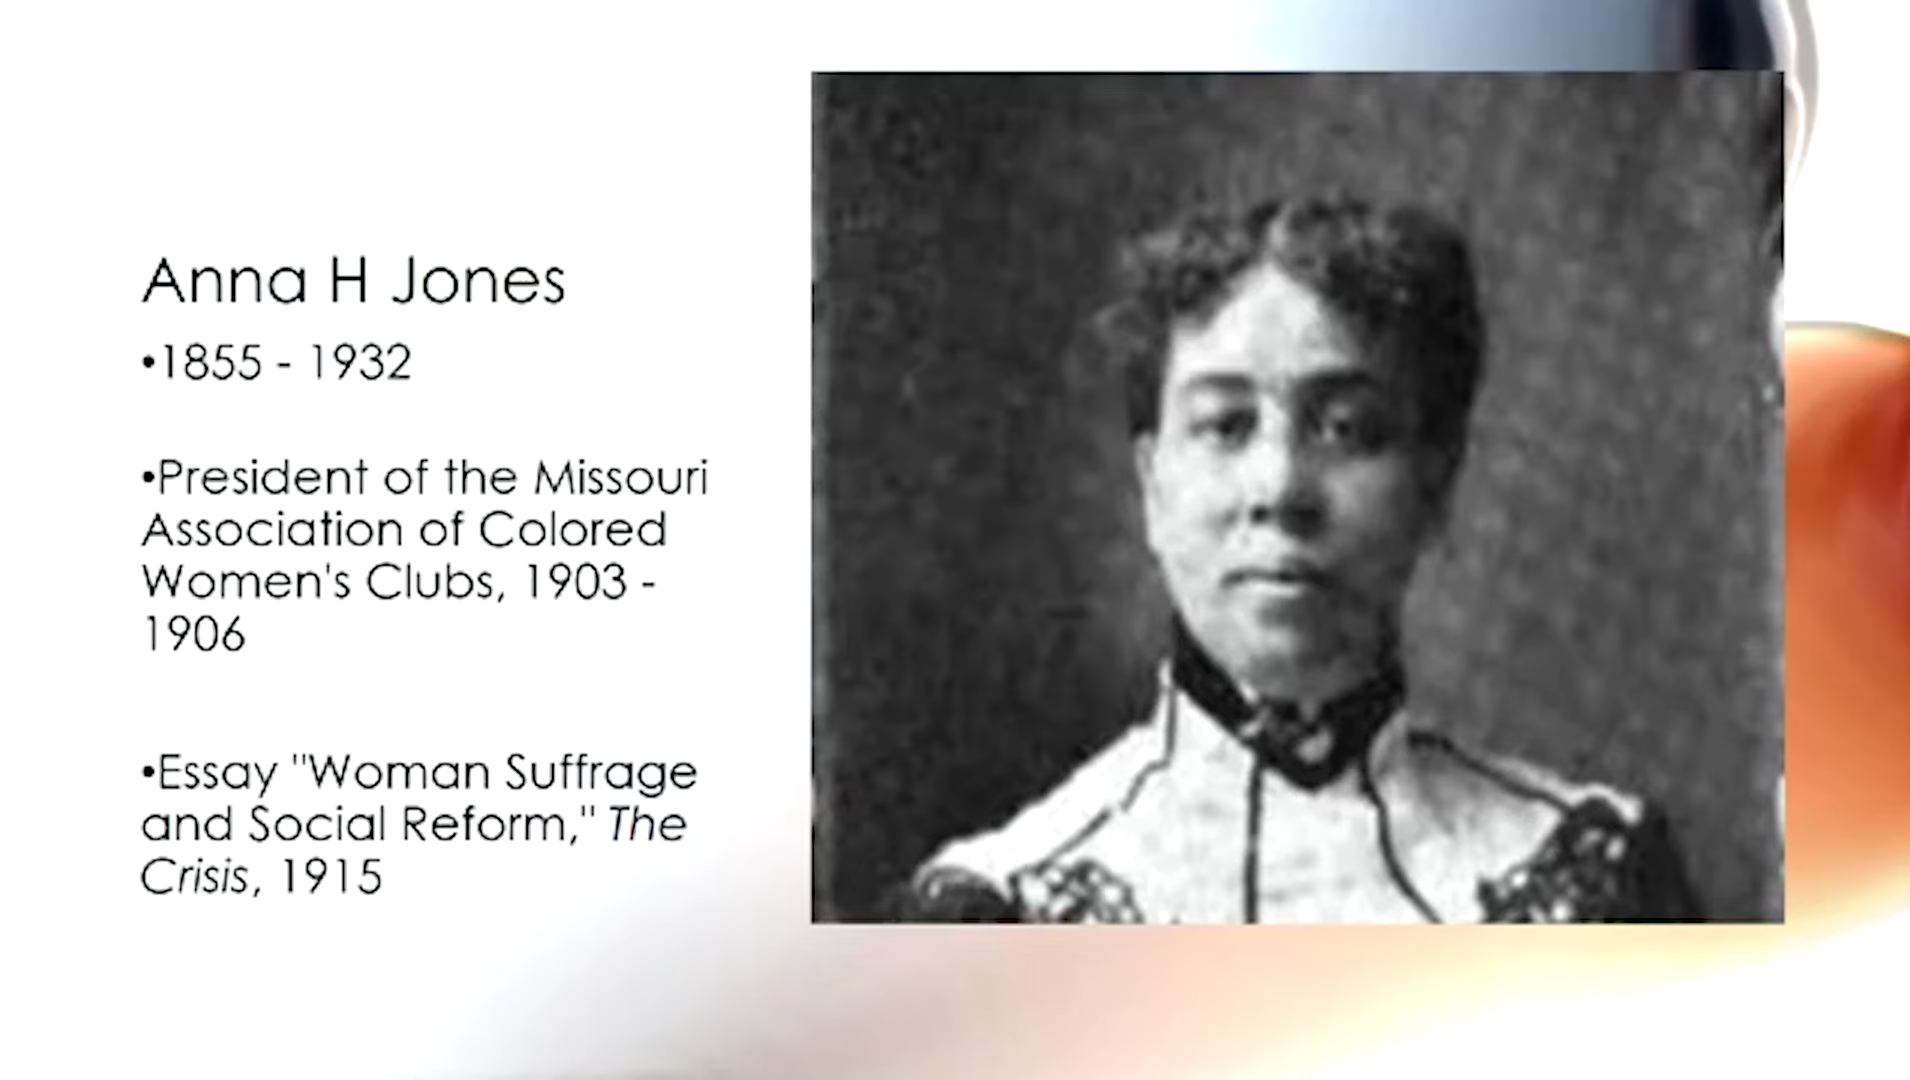 Anna H Jones
•1855 - 1932
•President of the Missouri
Association of Colored
Women's Clubs, 1903 -
1906
•Essay "Woman Suffrage
and Social Reform," The
Crisis, 1915